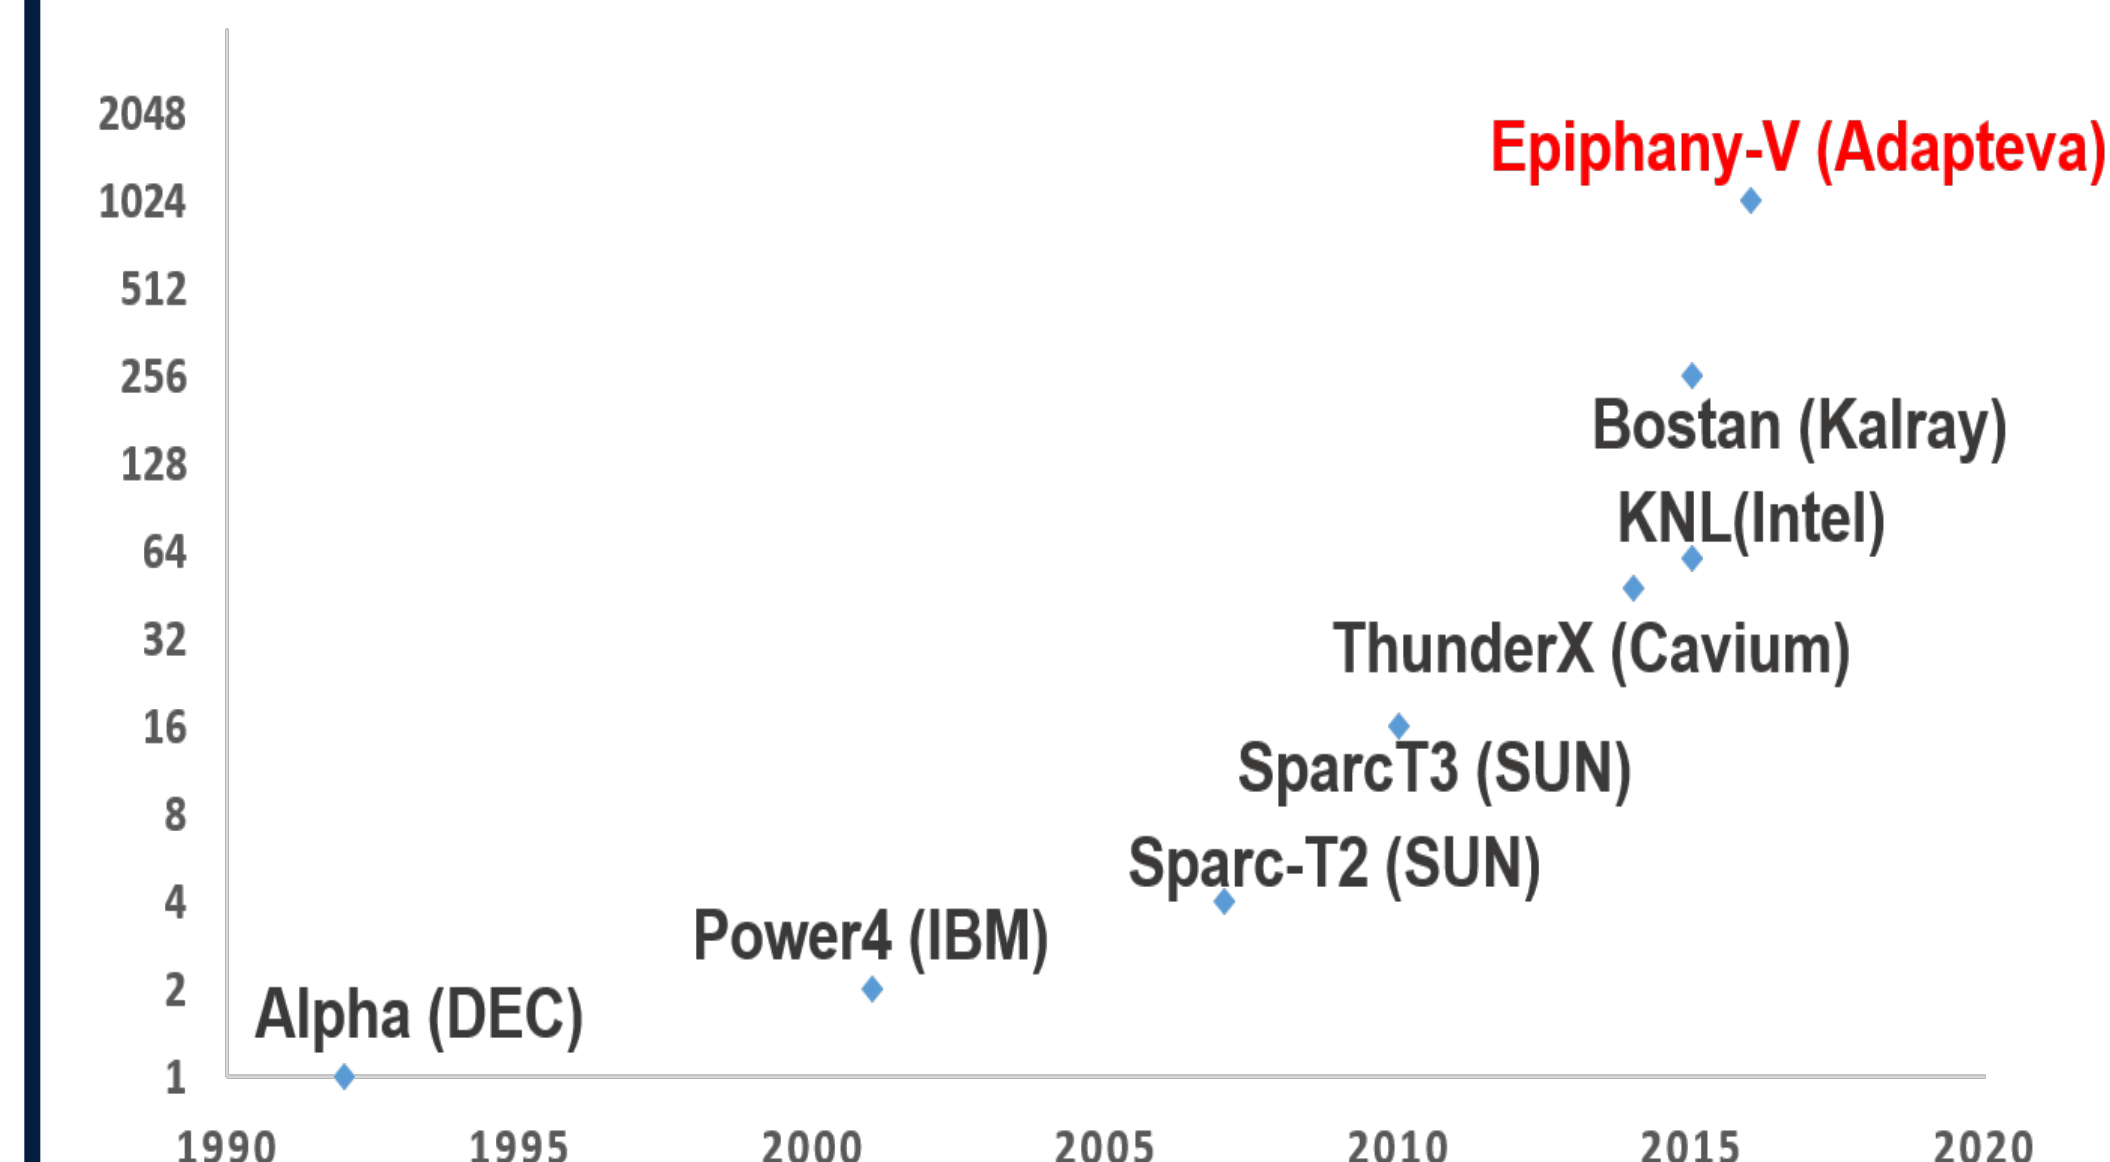 2048
Epiphany-V (Adapteva)
1024
512
256
Bostan (Kalray)
128
KNL(Intel)
64
32
ThunderX (Cavium)
16
SparcT3 (SUN)
8
Sparc-T2 (SUN)
4
Power4 (IBM)
2
Alpha (DEC)
1
1990 1995 2000 2005 2010 2015 2020